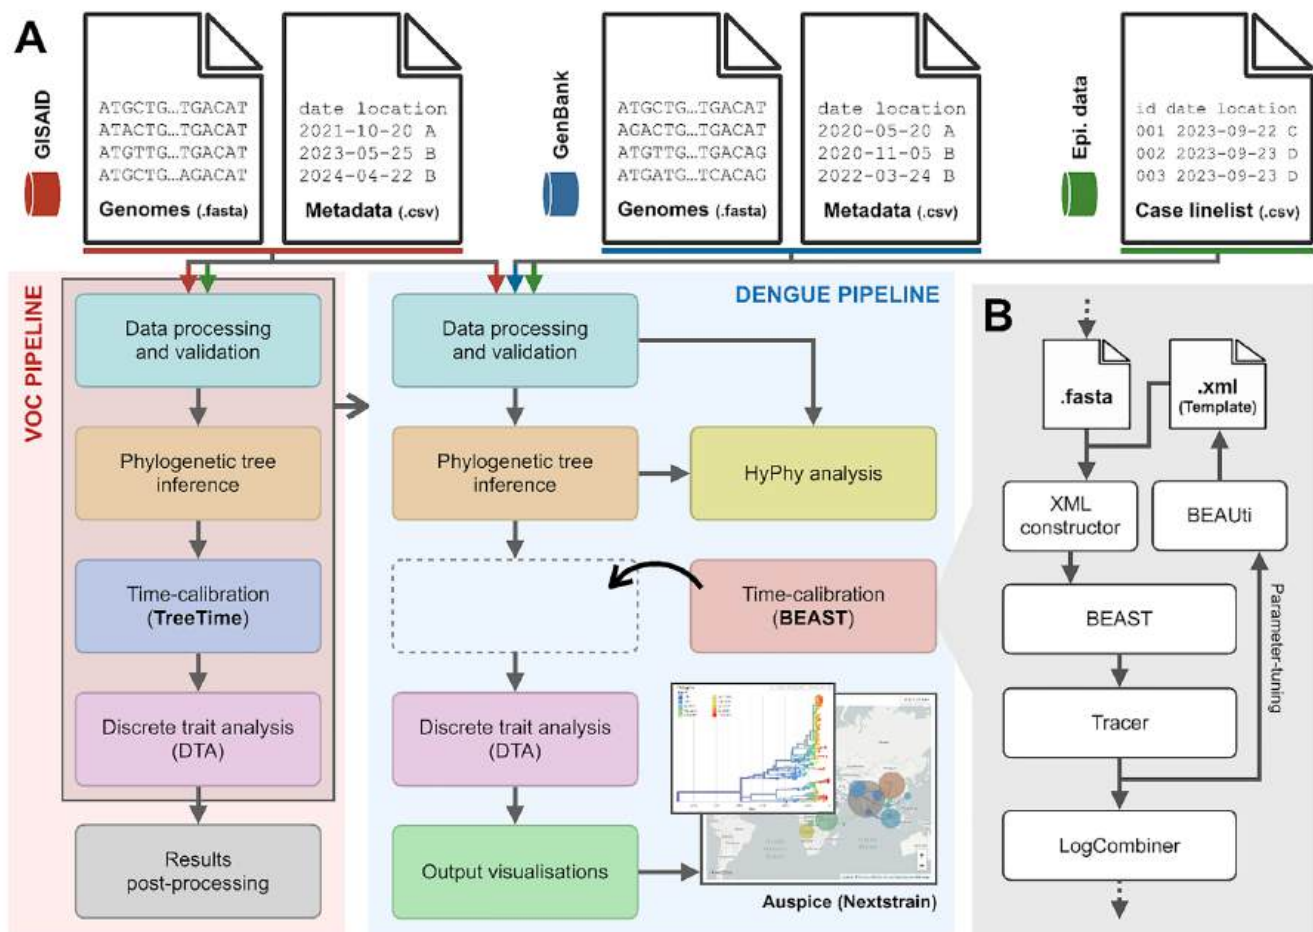 A
GISAID
ATGCTG…TGACAT
ATACTG…TGACAT
ATGTTG…TGACAT
ATGCTG…AGACAT
Genomes (.fasta)
date location
2021-10-20 A
2023-05-25 B
2024-04-22 B
Metadata (.csv)
GenBank
ATGCTG…TGACAT
AGACTG…TGACAT
ATGTTG…TGACAG
ATGATG…TCACAG
Genomes (.fasta)
date location
2020-05-20 A
2020-11-05 B
2022-03-24 B
Metadata (.csv)
Epi. data
id date location
001 2023-09-22 C
002 2023-09-23 D
003 2023-09-23 D
Case linelist (.csv)
VOC PIPELINE
Data processing
and validation
Phylogenetic tree
inference
Time-calibration
(TreeTime)
Discrete trait analysis
(DTA)
Results
post-processing
DENGUE PIPELINE
Data processing
and validation
Phylogenetic tree
inference
HyPhy analysis
Time-calibration
(BEAST)
Discrete trait analysis
(DTA)
Output visualisations
Auspice (Nextstrain)
B
.fasta
.xml
(Template)
XML
constructor
BEAUti
BEAST
Parameter-tuning
Tracer
LogCombiner